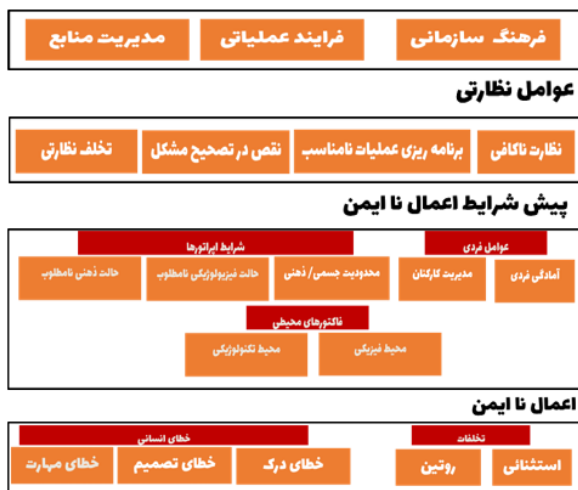 فرهنگ سازمانی فرایند عملیاتی مدیریت منابع
عوامل نظارتی
نظارت ناکافی برنامه ریزی عملیات نامناسب نقص در تصحیح مشکل تخلف نظارتی
پیش شرایط اعمال نا ایمن
عوامل فردی شرایط اپراتورها
آمادگی فردی مدیریت کارکنان محدودیت جسمی/ ذهنی حالت فیزیولوژیکی نامطلوب حالت ذهنی نامطلوب
فاکتورهای محیطی
محیط فیزیکی محیط تکنولوژیکی
اعمال نا ایمن
تخلفات خطای انسانی
استثنائی روتین خطای درک خطای تصمیم خطای مهارت